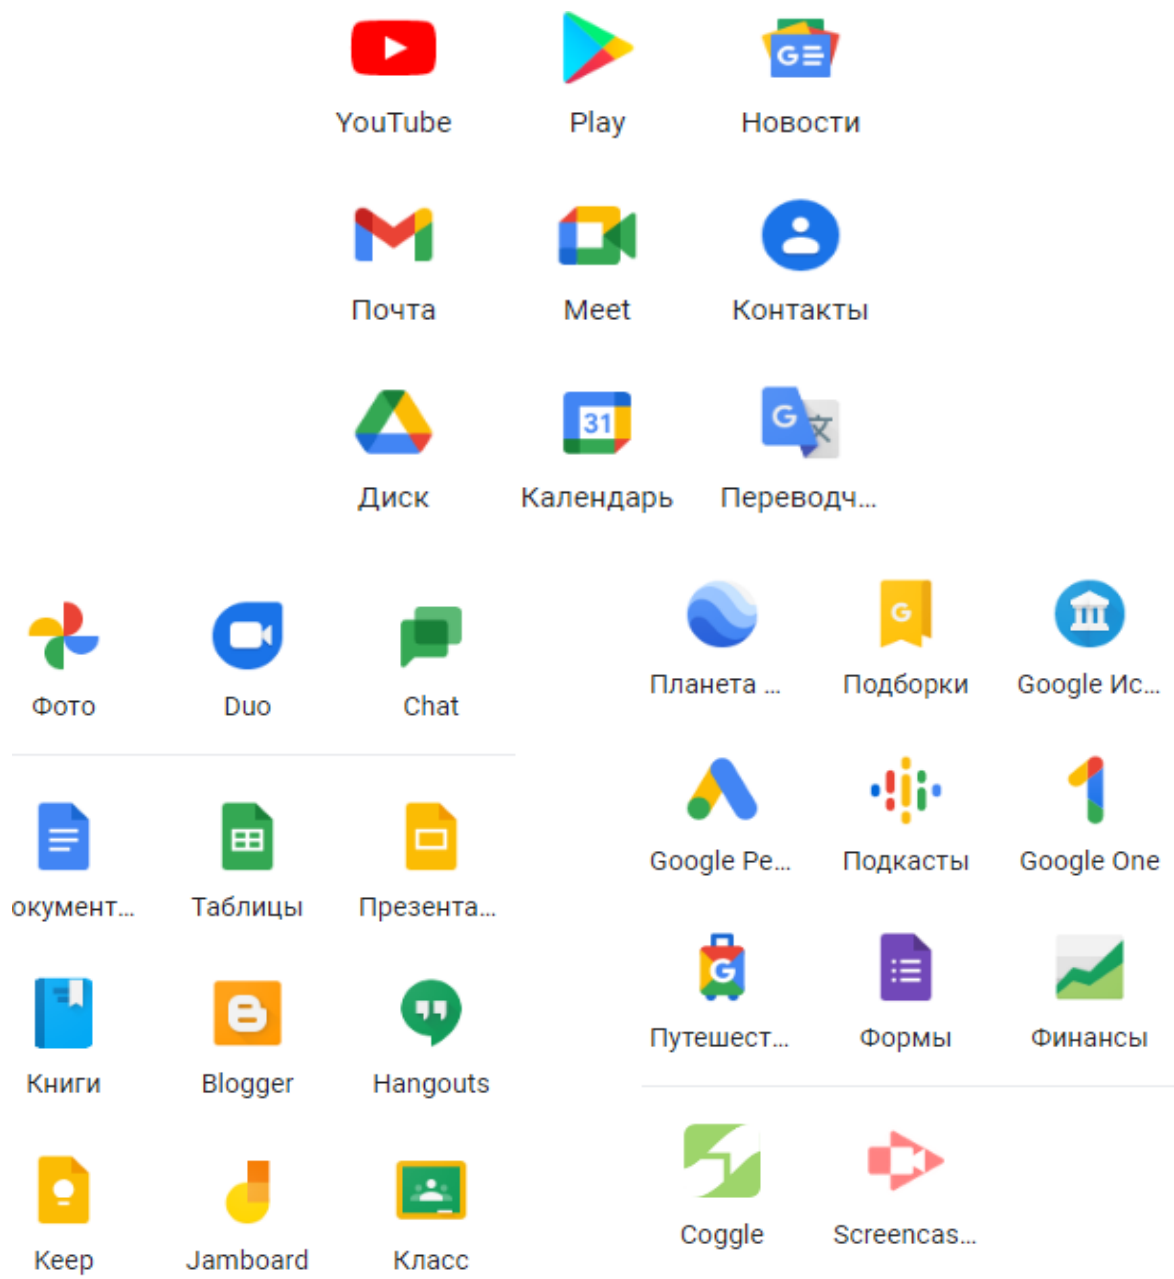 YouTube Play Новости
Почта Meet Контакты
31
Диск Календарь Переводч...
Фото Duo Chat
окумент... Таблицы Презента...
Книги Blogger Hangouts
Keep Jamboard Класс
Планета ... Подборки Google Ис...
Google Ре... Подкасты Google One
Путешест... Формы Финансы
Coggle Screencas...